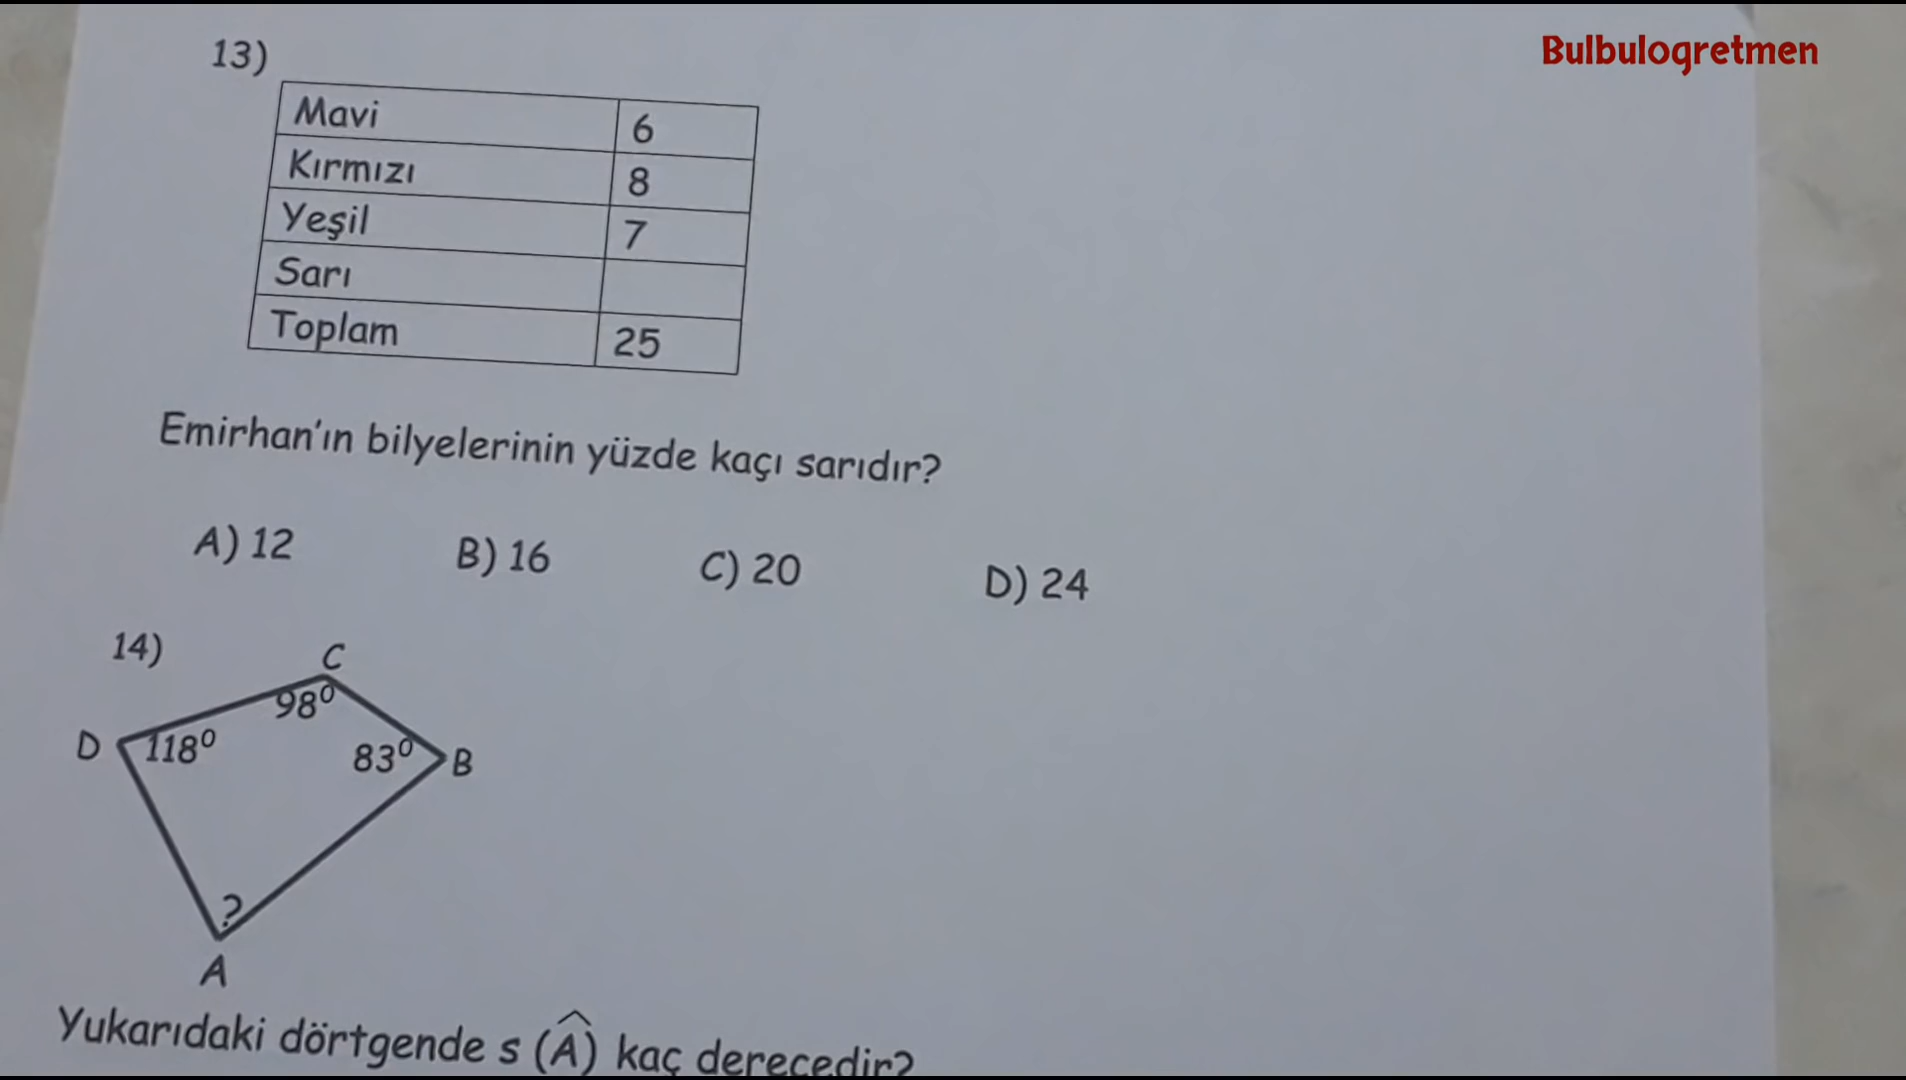 Bulbulogretmen
13)
Mavi 6
Kırmızı 8
Yeşil 7
Sarı
Toplam 25
Emirhan'ın bilyelerinin yüzde kaçı sarıdır?
A) 12 B) 16 C) 20 D) 24
14)
C
98⁰
D 118⁰ 83⁰ B
?
A
Yukarıdaki dörtgende s (Â) kaç derecedir?